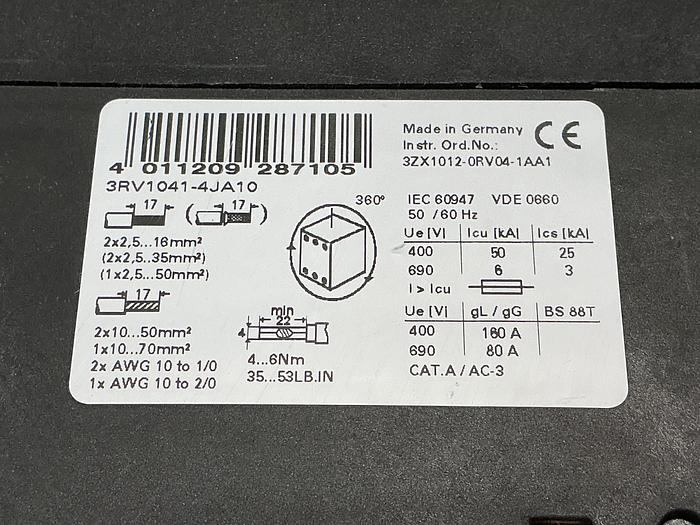 4 011209 287105
3RV1041-4JA10
17 ( 17 )
2x2,5...16mm²
(2x2,5...35mm²)
(1x2,5...50mm²)
17
2x10...50mm²
1x10...70mm²
2x AWG 10 to 1/0
1x AWG 10 to 2/0
360°
min
22
4
4...6Nm
35...53LB.IN
Made in Germany
Instr. Ord.No.:
3ZX1012-0RV04-1AA1
CE
IEC 60947 VDE 0660
50 / 60 Hz
Ue [V] Icu [kA] Ics [kA]
400 50 25
690 6 3
I > Icu
Ue [V] gL / gG BS 88T
400 160 A
690 80 A
CAT.A / AC-3